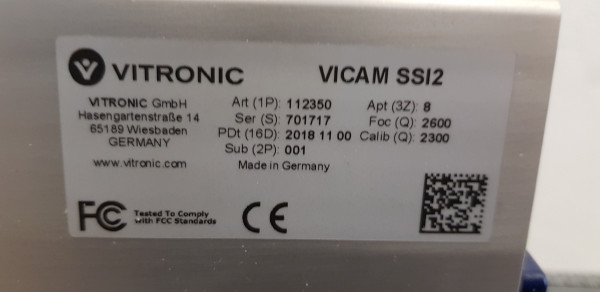 VITRONIC VICAM SSI2
VITRONIC GmbH
Hasengartenstraße 14
65189 Wiesbaden
GERMANY
www.vitronic.com
Art (1P): 112350
Ser (S): 701717
PDt (16D): 2018 11 00
Sub (2P): 001
Made in Germany
Apt (3Z): 8
Foc (Q): 2600
Calib (Q): 2300
FC Tested To Comply
with FCC Standards
CE